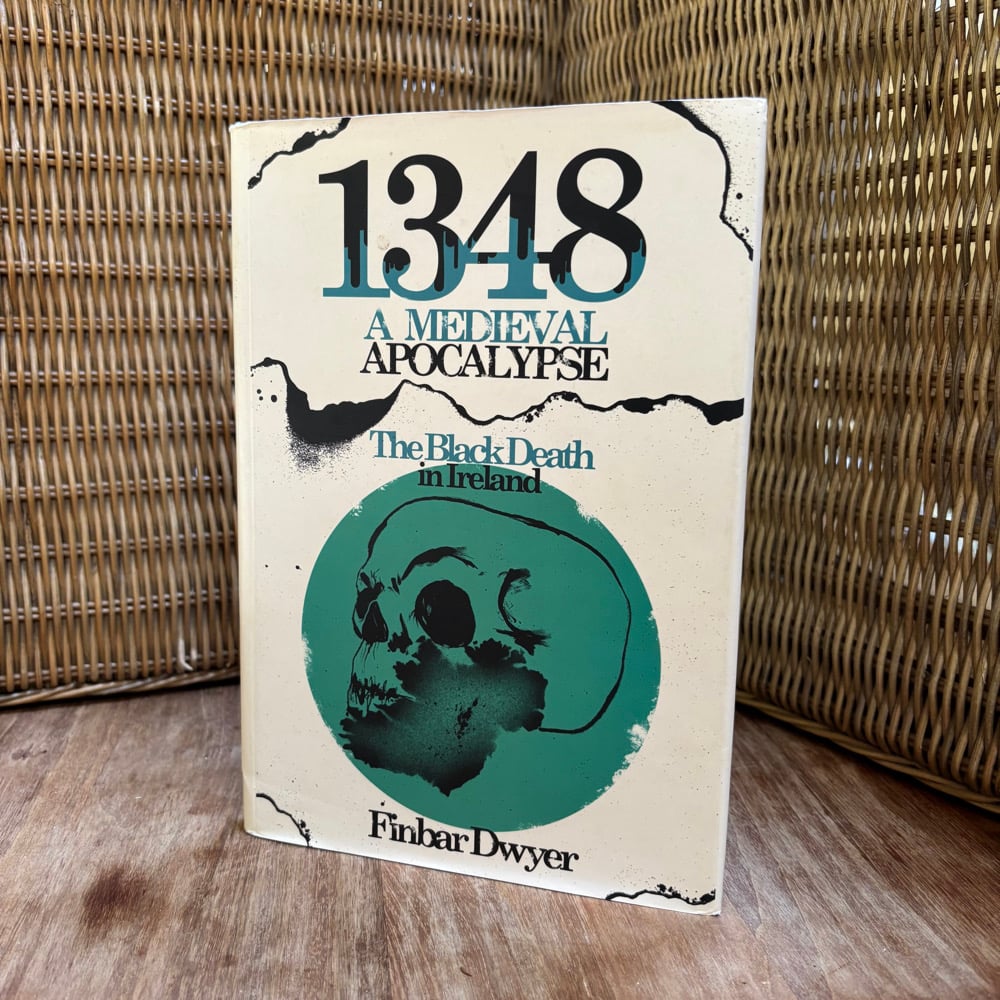 1348
A MEDIEVAL
APOCALYPSE
The Black Death
in Ireland
Finbar Dwyer